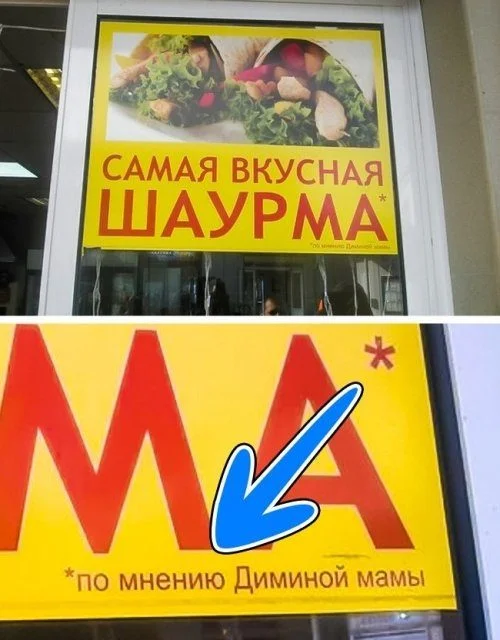 САМАЯ ВКУСНАЯ
ШАУРМА*
*по мнению Диминой мамы
МА*
*по мнению Диминой мамы